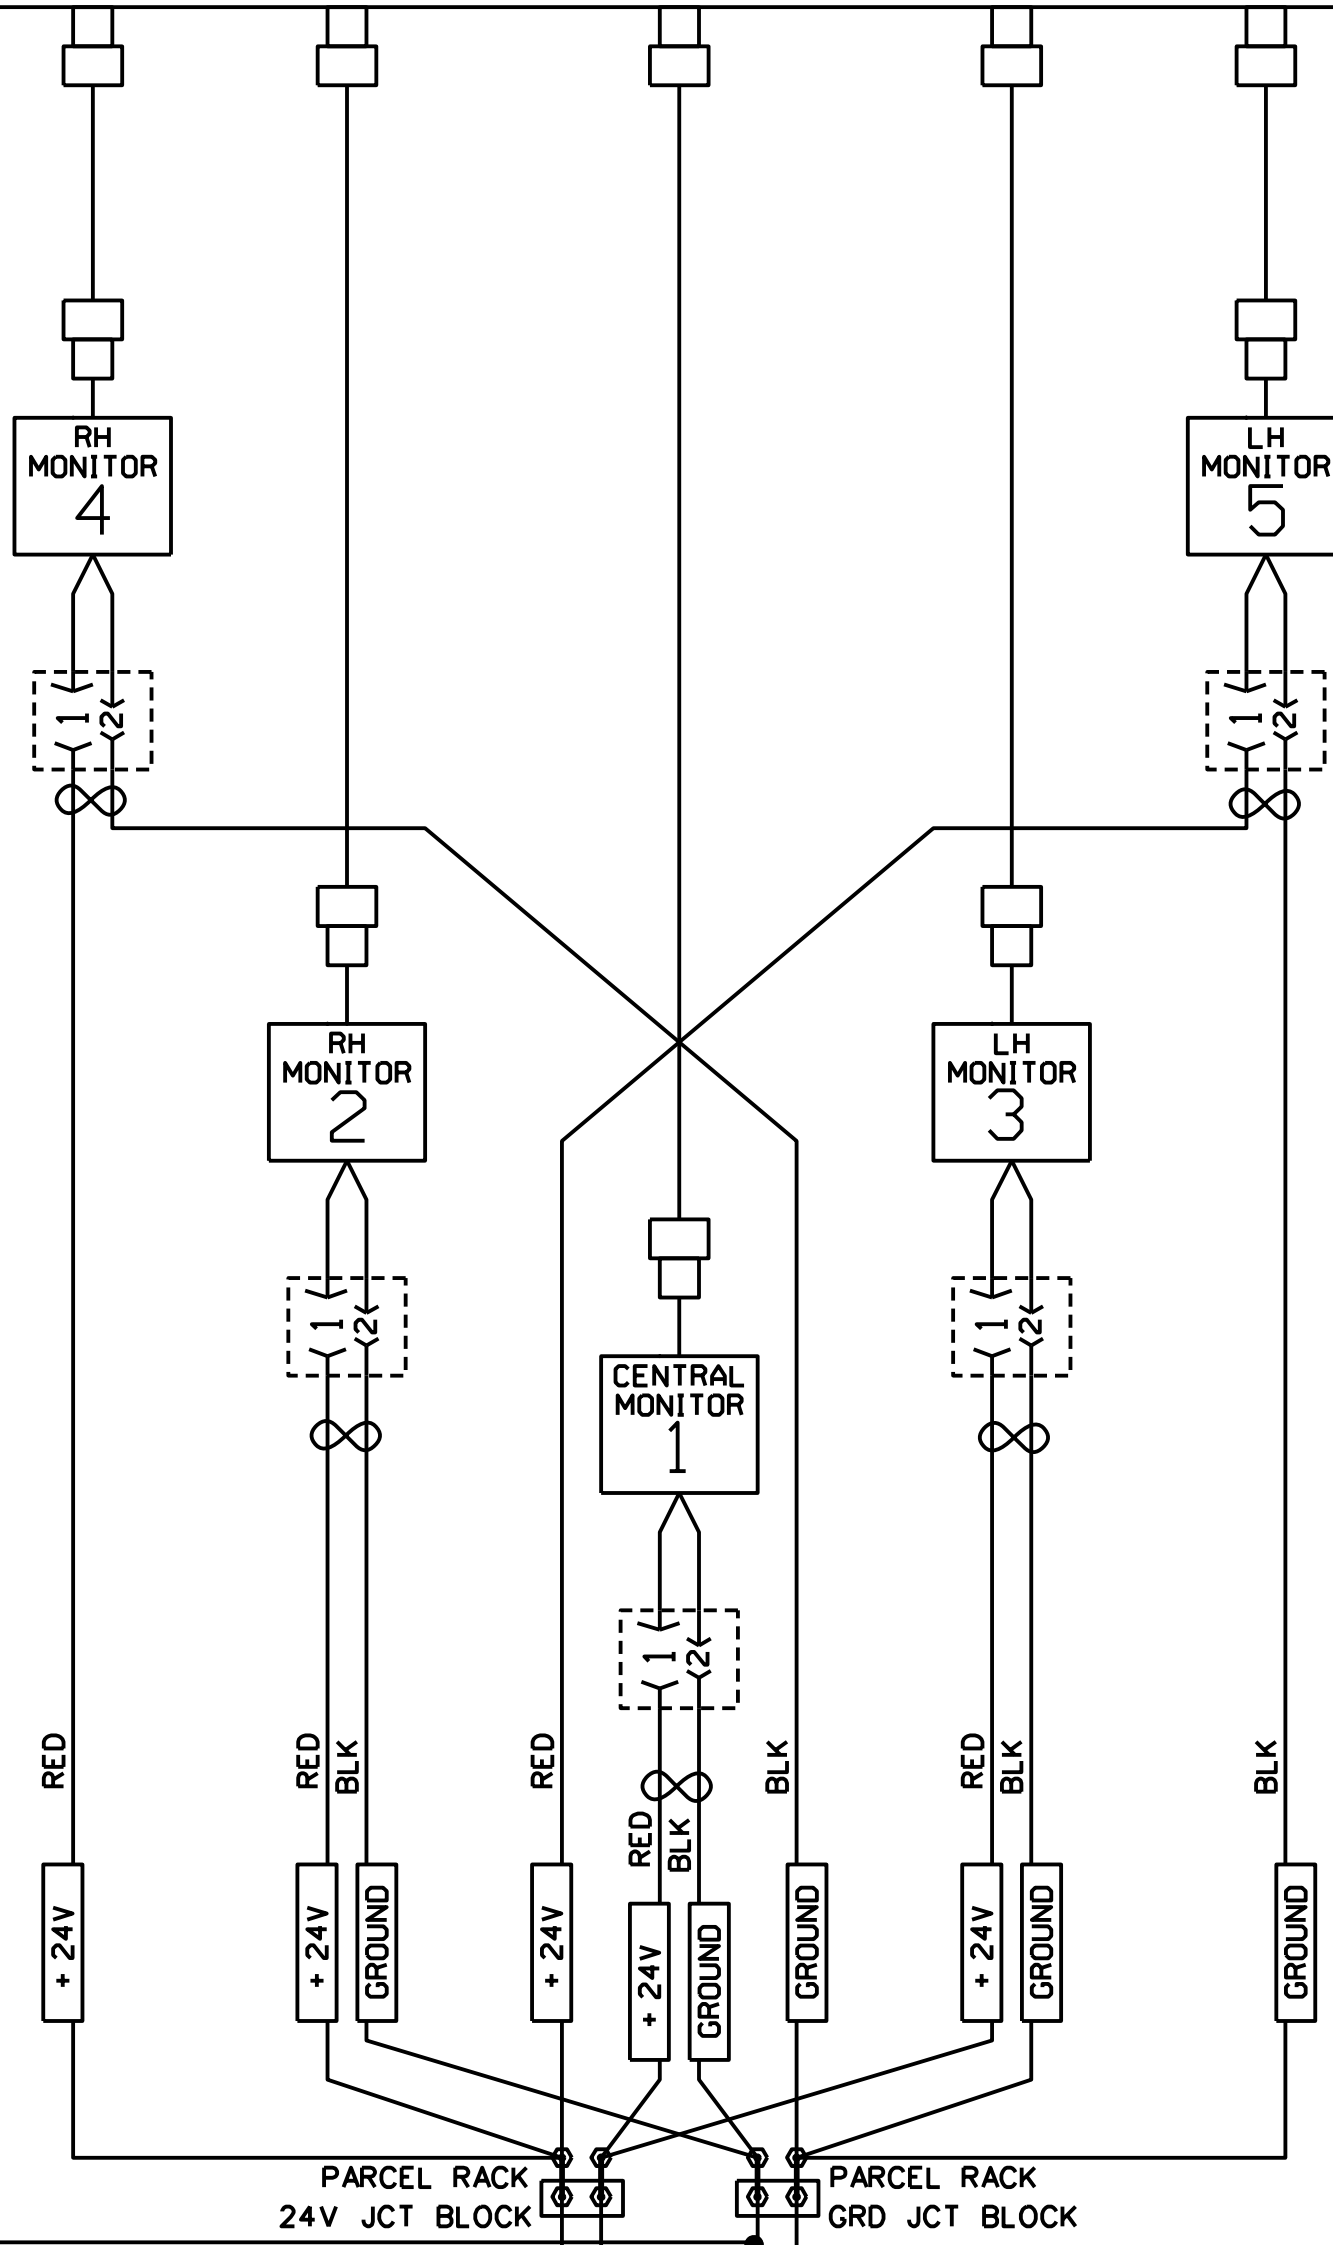 RH
MONITOR
4
LH
MONITOR
5
1
2
1
2
RH
MONITOR
2
LH
MONITOR
3
1
2
1
2
CENTRAL
MONITOR
1
1
2
RED
RED
BLK
RED
RED
BLK
BLK
RED
BLK
BLK
+24V
+24V
GROUND
+24V
+24V
GROUND
GROUND
+24V
GROUND
GROUND
PARCEL RACK
24V JCT BLOCK
PARCEL RACK
GRD JCT BLOCK